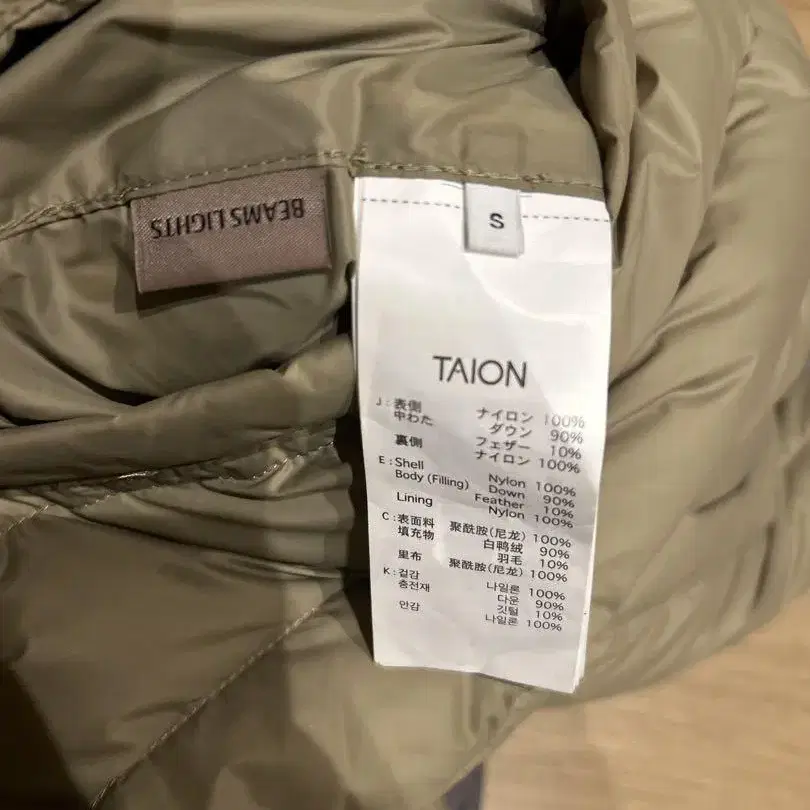 BEAMS LIGHTS
S
TAION
J : 表側 ナイロン 100%
中わた ダウン 90%
フェザー 10%
裏側 ナイロン 100%
E : Shell Nylon 100%
Body (Filling) Down 90%
Feather 10%
Lining Nylon 100%
C : 表面料 聚酰胺(尼龙) 100%
填充物 白鸭绒 90%
羽毛 10%
里布 聚酰胺(尼龙) 100%
K : 겉감 나일론 100%
충전재 다운 90%
깃털 10%
안감 나일론 100%